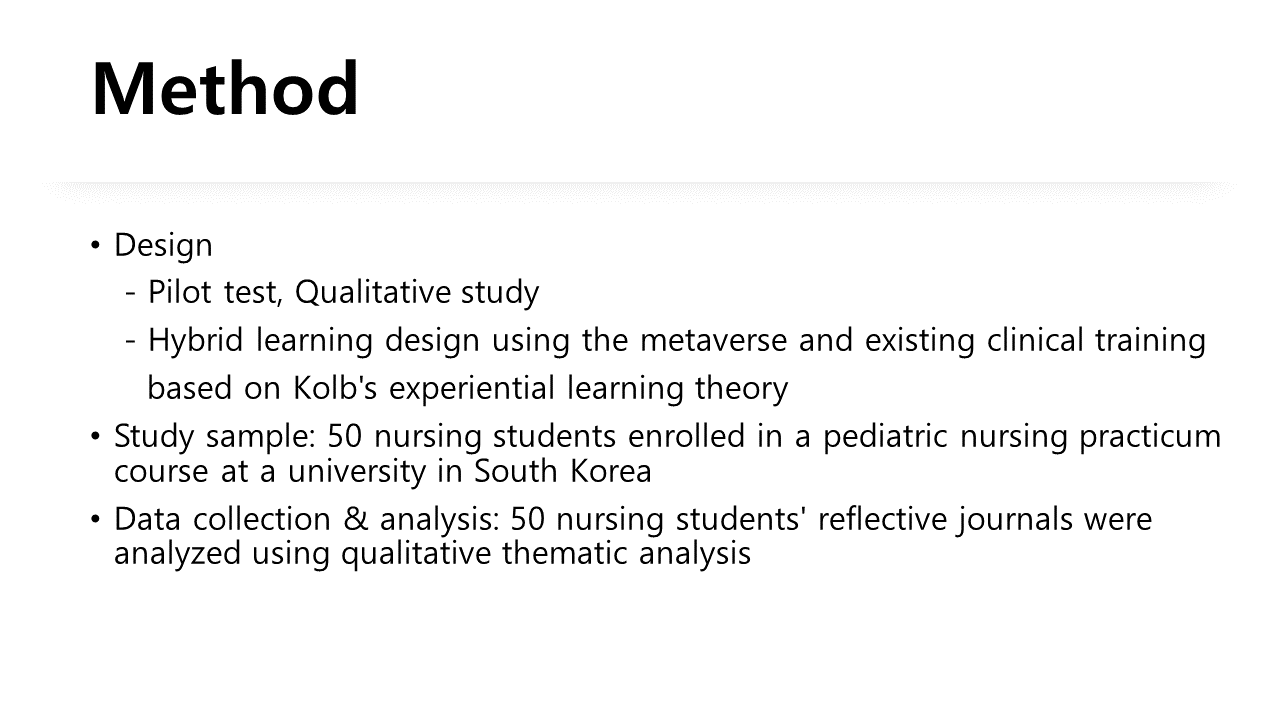 Method
• Design
- Pilot test, Qualitative study
- Hybrid learning design using the metaverse and existing clinical training
based on Kolb's experiential learning theory
• Study sample: 50 nursing students enrolled in a pediatric nursing practicum
course at a university in South Korea
• Data collection & analysis: 50 nursing students' reflective journals were
analyzed using qualitative thematic analysis